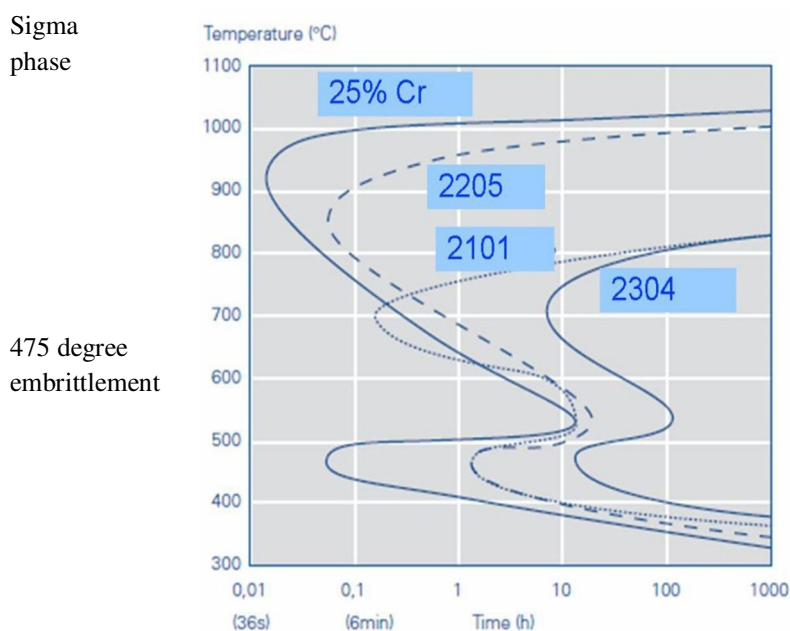 Sigma
phase
Temperature (°C)
1100
25% Cr
1000
900
2205
2101
800
2304
700
475 degree
embrittlement
600
500
400
300
0,01 0,1 1 10 100 1000
(36s) (6min) Time (h)